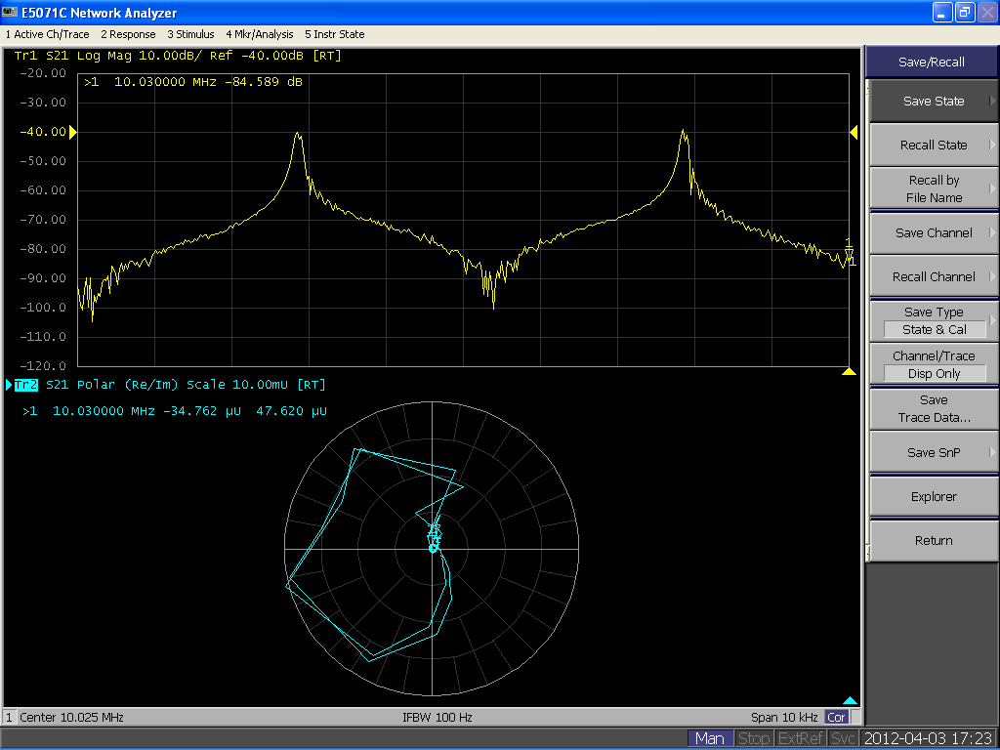 E5071C Network Analyzer
1 Active Ch/Trace 2 Response 3 Stimulus 4 Mkr/Analysis 5 Instr State
Tr1 S21 Log Mag 10.00dB/ Ref -40.00dB [RT]
>1 10.030000 MHz -84.589 dB
-20.00
-30.00
-40.00
-50.00
-60.00
-70.00
-80.00
-90.00
-100.0
-110.0
-120.0
1
1
Tr2 S21 Polar (Re/Im) Scale 10.00mU [RT]
>1 10.030000 MHz -34.762 µU 47.620 µU
1 Center 10.025 MHz IFBW 100 Hz Span 10 kHz Cor
Save/Recall
Save State
Recall State
Recall by
File Name
Save Channel
Recall Channel
Save Type
State & Cal
Channel/Trace
Disp Only
Save
Trace Data...
Save SnP
Explorer
Return
Man Stop ExtRef Svc 2012-04-03 17:23